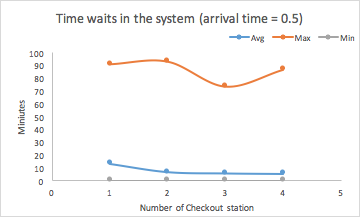 Time waits in the system (arrival time = 0.5)
Avg Max Min
100
90
80
70
60
50
40
30
20
10
0
Miniutes
0 1 2 3 4 5
Number of Checkout station